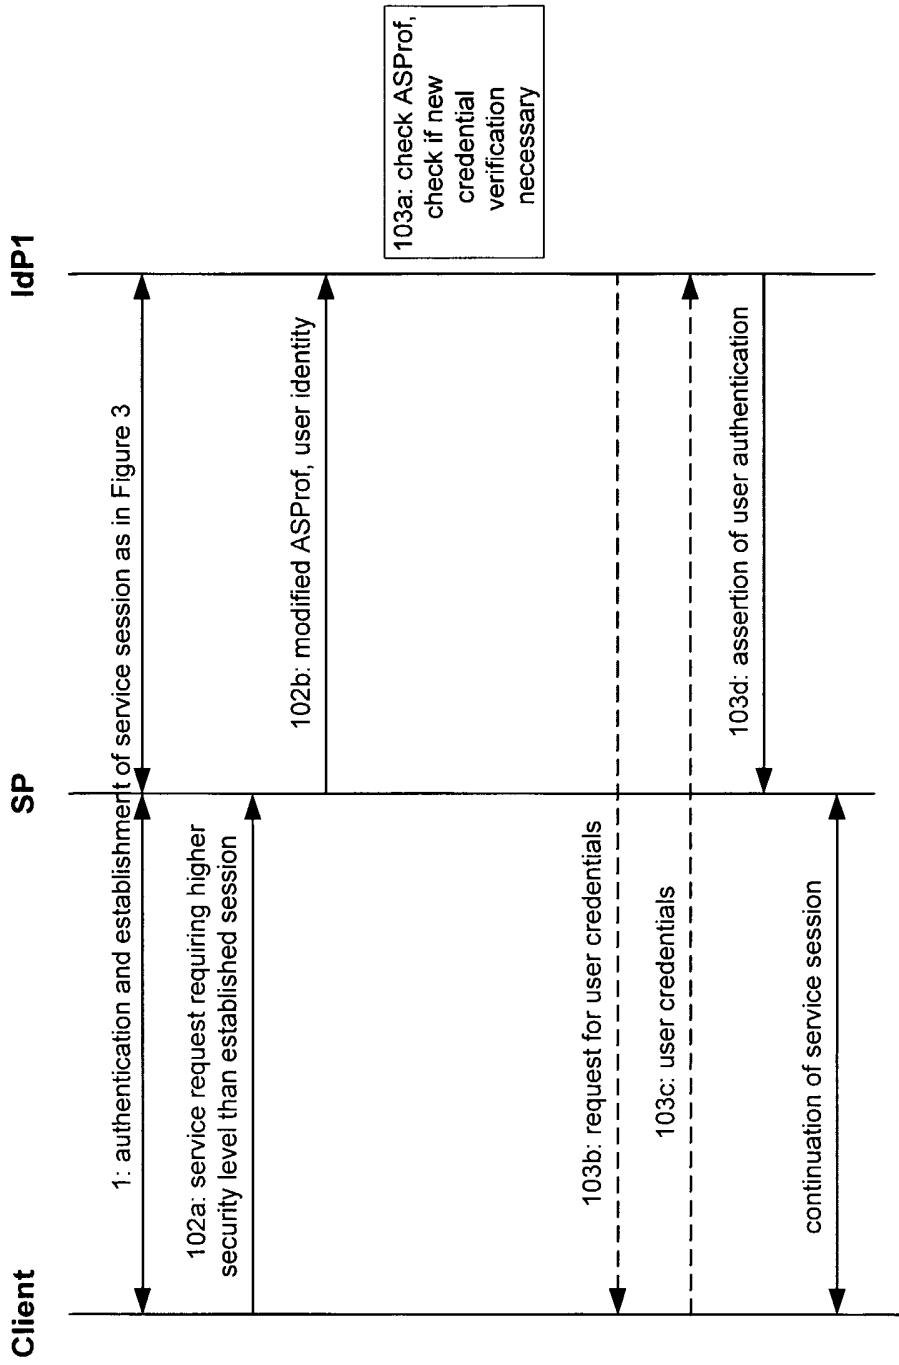 Client
SP
IdP1
1: authentication and establishment of service session as in Figure 3
102a: service request requiring higher
security level than established session
102b: modified ASProf, user identity
103a: check ASProf,
check if new
credential
verification
necessary
103b: request for user credentials
103c: user credentials
103d: assertion of user authentication
continuation of service session